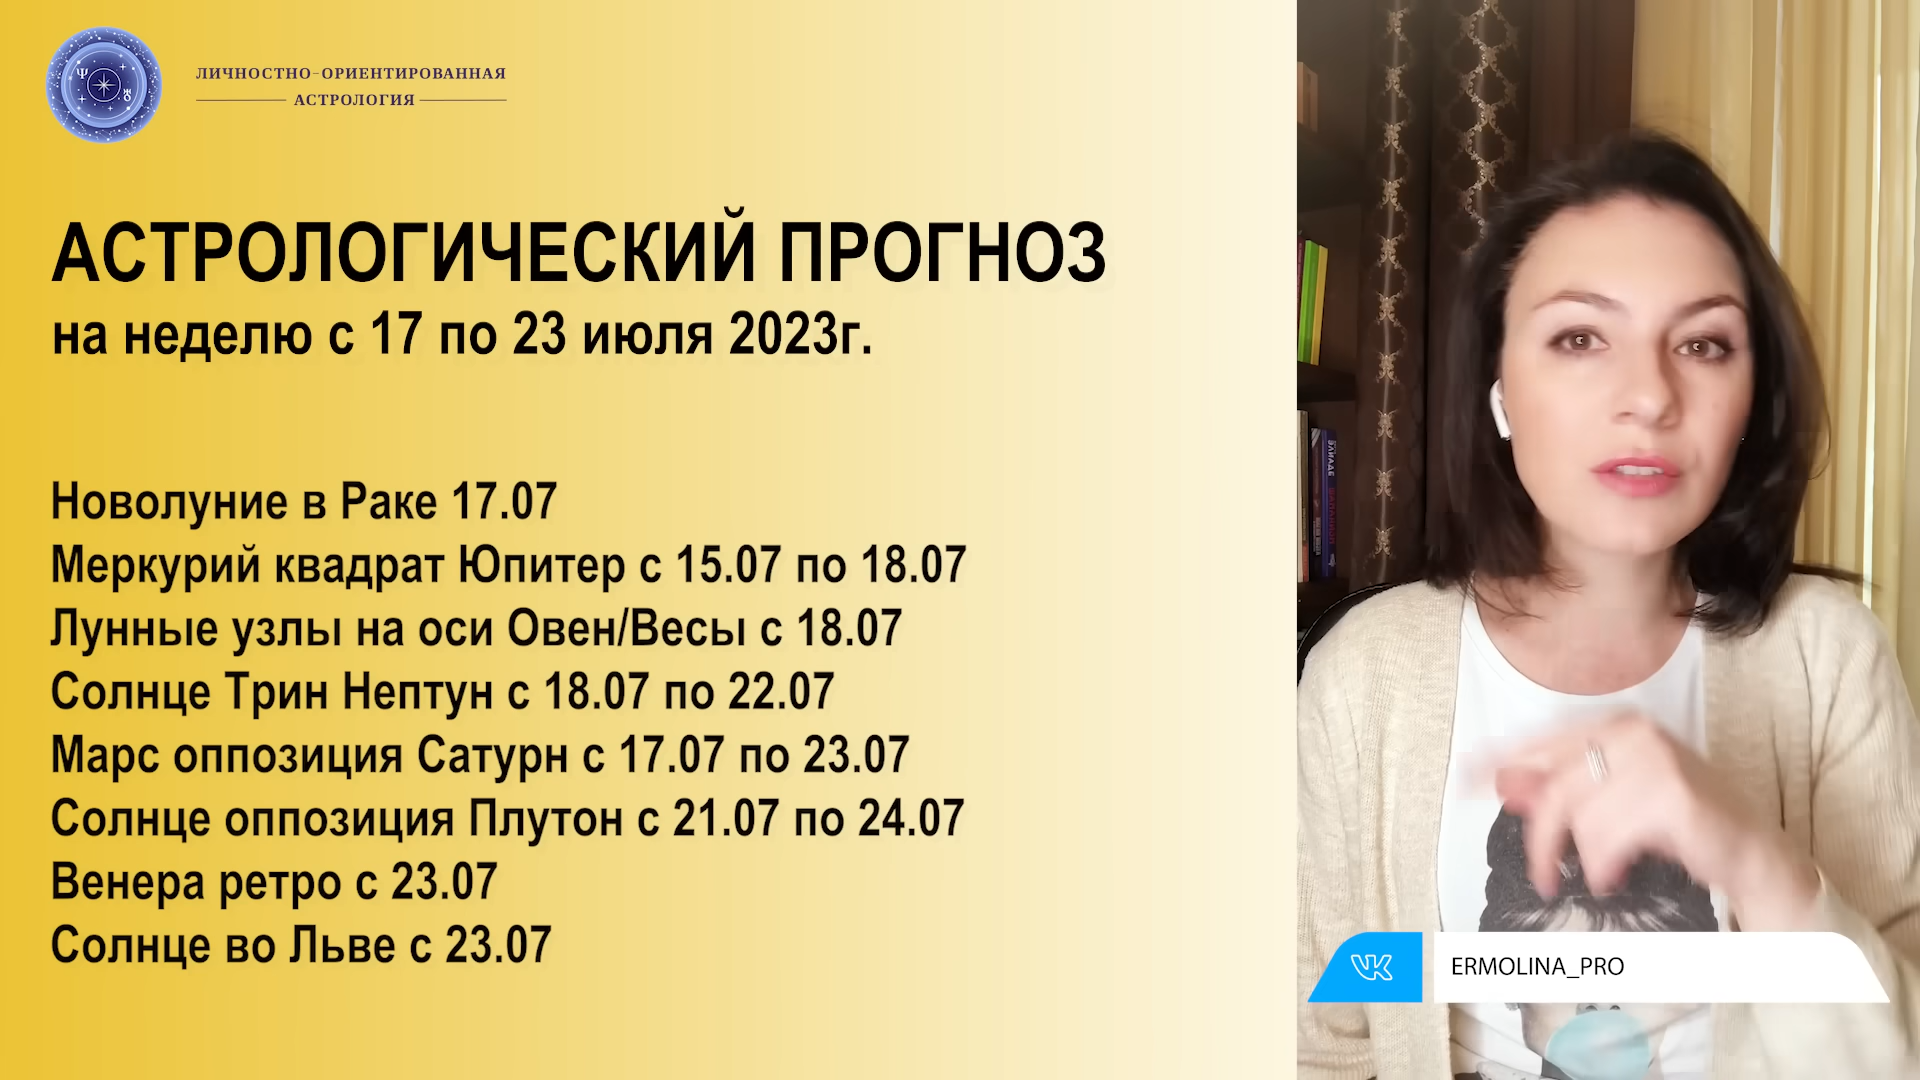 ЛИЧНОСТНО-ОРИЕНТИРОВАННАЯ
АСТРОЛОГИЯ
АСТРОЛОГИЧЕСКИЙ ПРОГНОЗ
на неделю с 17 по 23 июля 2023г.
Новолуние в Раке 17.07
Меркурий квадрат Юпитер с 15.07 по 18.07
Лунные узлы на оси Овен/Весы с 18.07
Солнце Трин Нептун с 18.07 по 22.07
Марс оппозиция Сатурн с 17.07 по 23.07
Солнце оппозиция Плутон с 21.07 по 24.07
Венера ретро с 23.07
Солнце во Льве с 23.07
ЭЛИАДЕ
VK
ERMOLINA_PRO